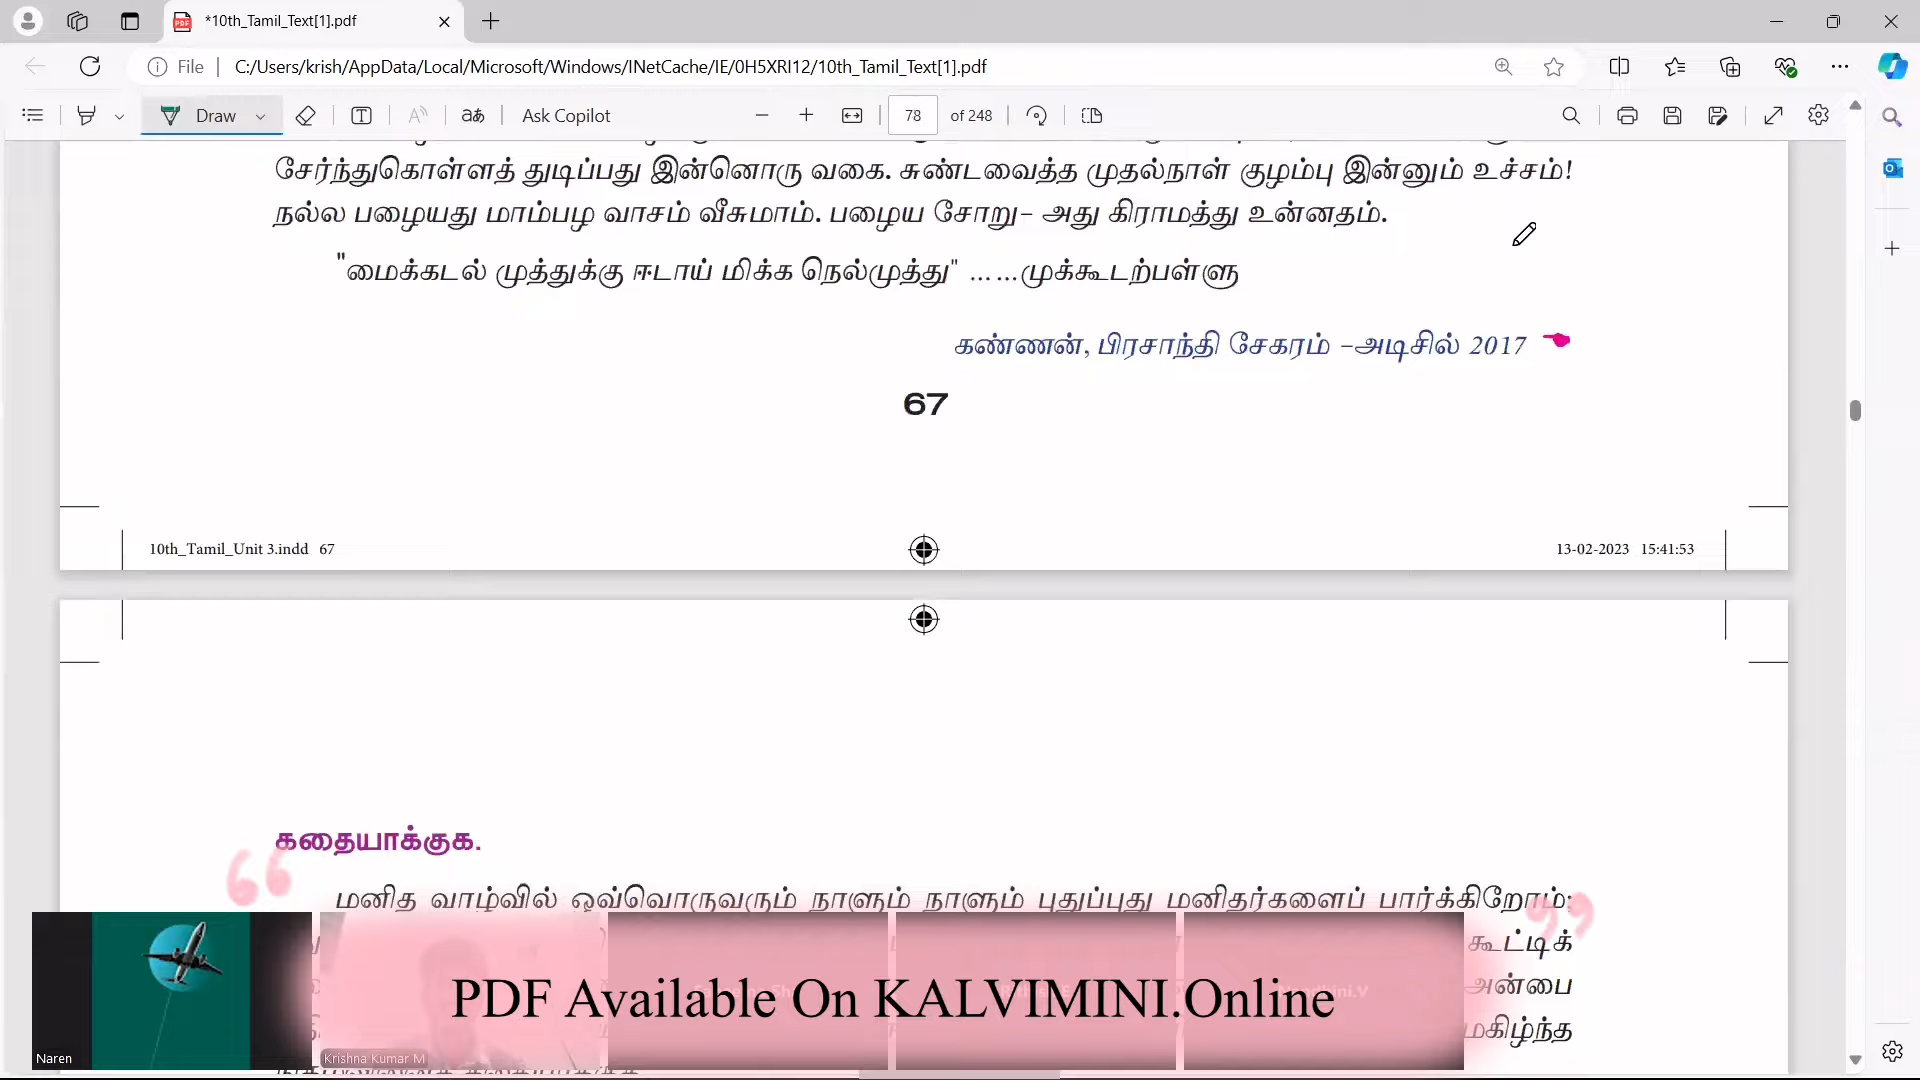 *10th_Tamil_Text[1].pdf
File
C:/Users/krish/AppData/Local/Microsoft/Windows/INetCache/IE/0H5XRI12/10th_Tamil_Text[1].pdf
Draw
aあ
Ask Copilot
78 of 248
சேர்ந்துகொள்ளத் துடிப்பது இன்னொரு வகை. சுண்டவைத்த முதல்நாள் குழம்பு இன்னும் உச்சம்!
நல்ல பழையது மாம்பழ வாசம் வீசுமாம். பழைய சோறு– அது கிராமத்து உன்னதம்.
"மைக்கடல் முத்துக்கு ஈடாய் மிக்க நெல்முத்து" ......முக்கூடற்பள்ளு
கண்ணன், பிரசாந்தி சேகரம் –அடிசில் 2017
67
10th_Tamil_Unit 3.indd 67
13-02-2023 15:41:53
கதையாக்குக.
மனித வாழ்வில் ஒவ்வொருவரும் நாளும் நாளும் புதுப்புது மனிதர்களைப் பார்க்கிறோம்;
கூட்டிக்
அன்பை
மகிழ்ந்த
PDF Available On KALVIMINI.Online
Naren
Krishna Kumar M